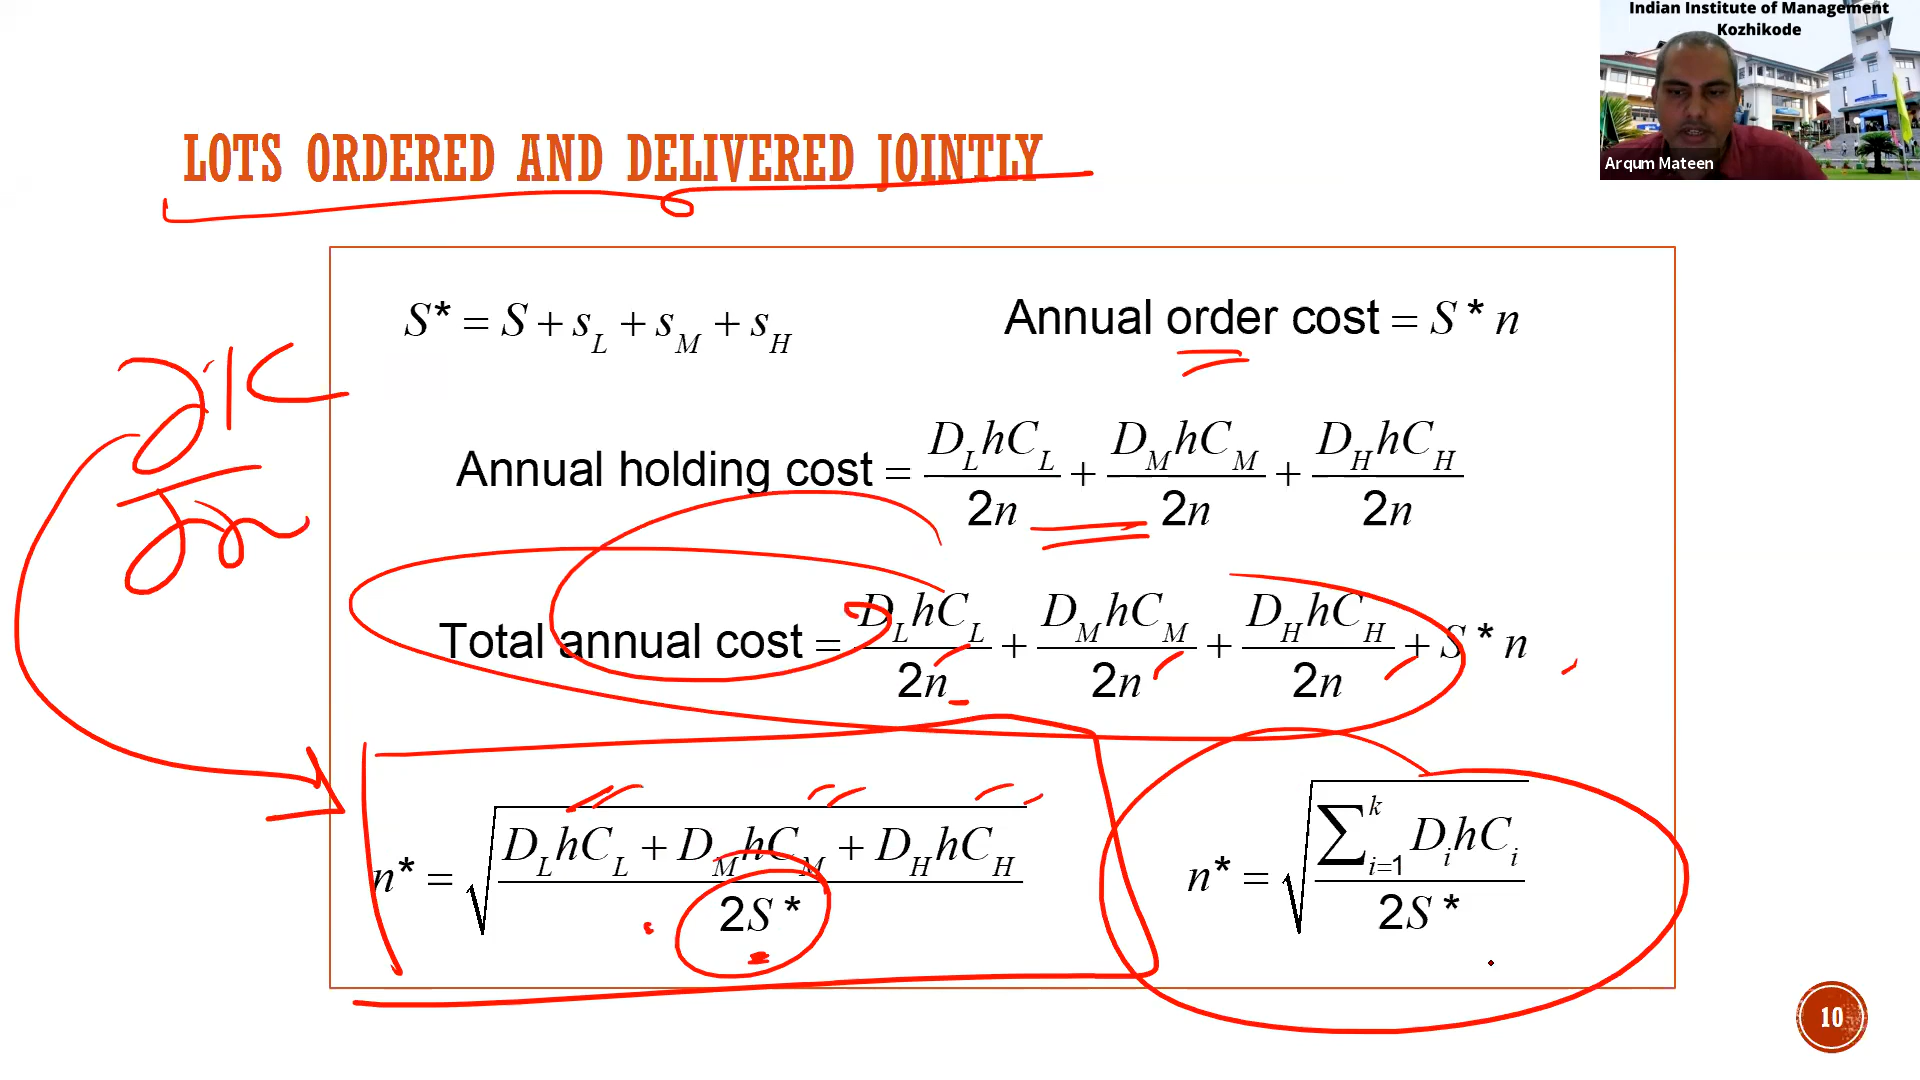 Indian Institute of Management
Kozhikode
Arqum Mateen
LOTS ORDERED AND DELIVERED JOINTLY
S* = S + s_L + s_M + s_H
Annual order cost = S * n
Annual holding cost = D_L hC_L / 2n + D_M hC_M / 2n + D_H hC_H / 2n
Total annual cost = D_L hC_L / 2n + D_M hC_M / 2n + D_H hC_H / 2n + S * n
n* = √((D_L hC_L + D_M hC_M + D_H hC_H) / 2S *)
n* = √(∑_{i=1}^{k} D_i hC_i / 2S *)
10